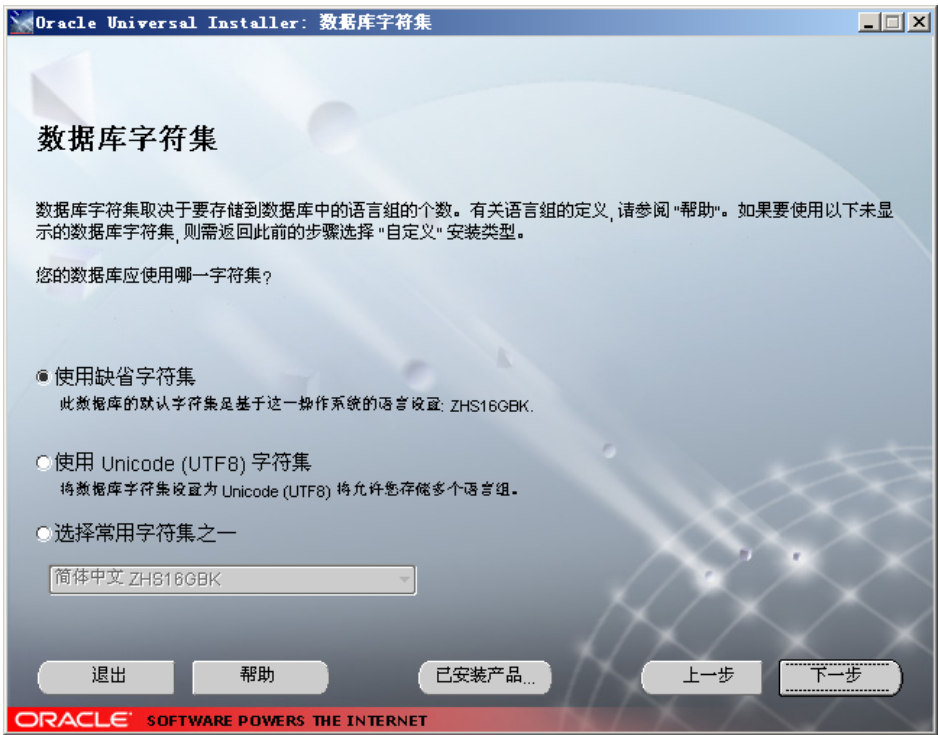 Oracle Universal Installer: 数据库字符集
数据库字符集
数据库字符集取决于要存储到数据库中的语言组的个数。有关语言组的定义, 请参阅 "帮助"。如果要使用以下未显
示的数据库字符集, 则需返回此前的步骤选择 "自定义" 安装类型。
您的数据库应使用哪一字符集?
使用缺省字符集
此数据库的默认字符集是基于这一操作系统的语言设置: ZHS16GBK.
使用 Unicode (UTF8) 字符集
将数据库字符集设置为 Unicode (UTF8) 将允许您存储多个语言组。
选择常用字符集之一
简体中文 ZHS16GBK
退出 帮助 已安装产品... 上一步 下一步
ORACLE SOFTWARE POWERS THE INTERNET